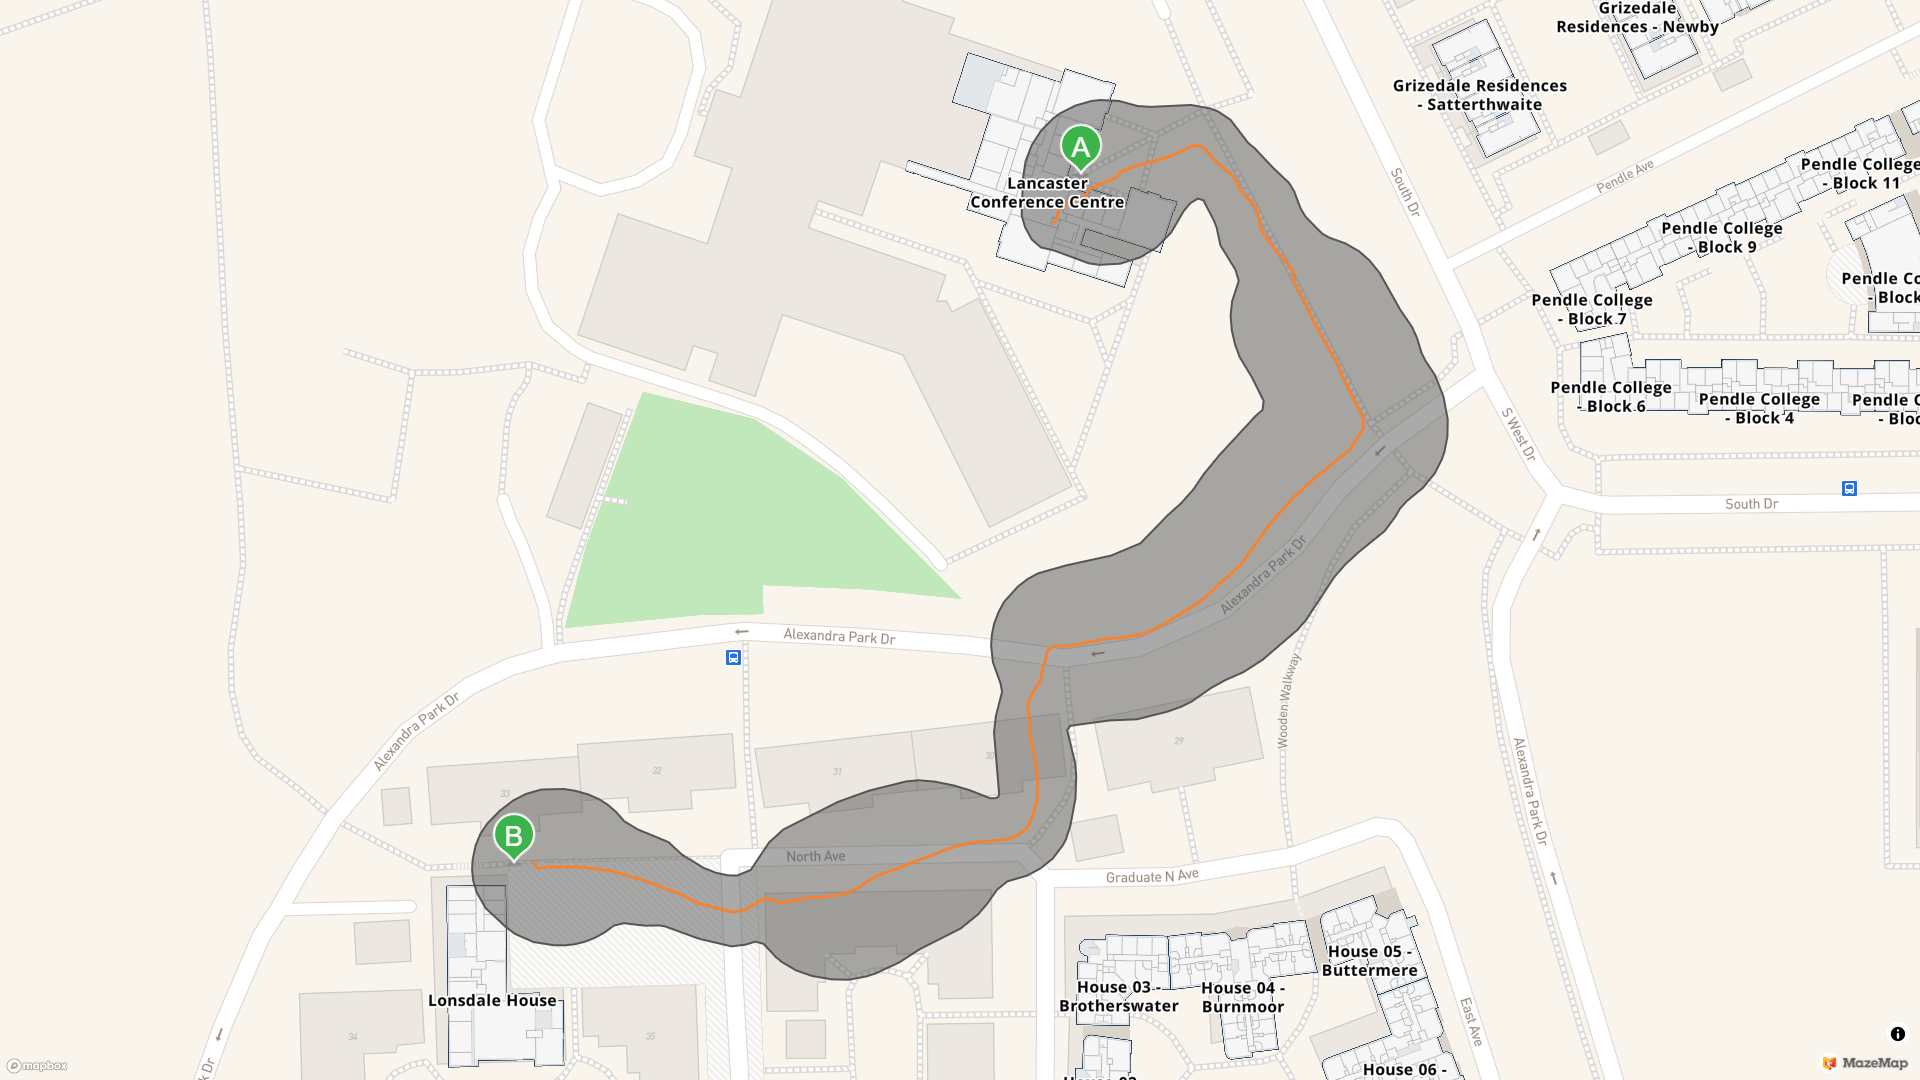 Grizedale
Residences - Newby
Grizedale Residences
- Satterthwaite
South Dr
Pendle Ave
Pendle College
- Block 11
Pendle College
- Block 9
Pendle Co
- Block
Pendle College
- Block 7
Pendle College
- Block 6
Pendle College
- Block 4
Pendle C
- Bloc
S West Dr
South Dr
A
Lancaster
Conference Centre
Alexandra Park Dr
Alexandra Park Dr
Alexandra Park Dr
Wooden Walkway
Alexandra Park Dr
29
30
31
32
33
B
North Ave
Graduate N Ave
East Ave
House 05 -
Buttermere
House 03 -
Brotherswater
House 04 -
Burnmoor
House 06 -
Lonsdale House
34
35
k Dr
mapbox
MazeMap